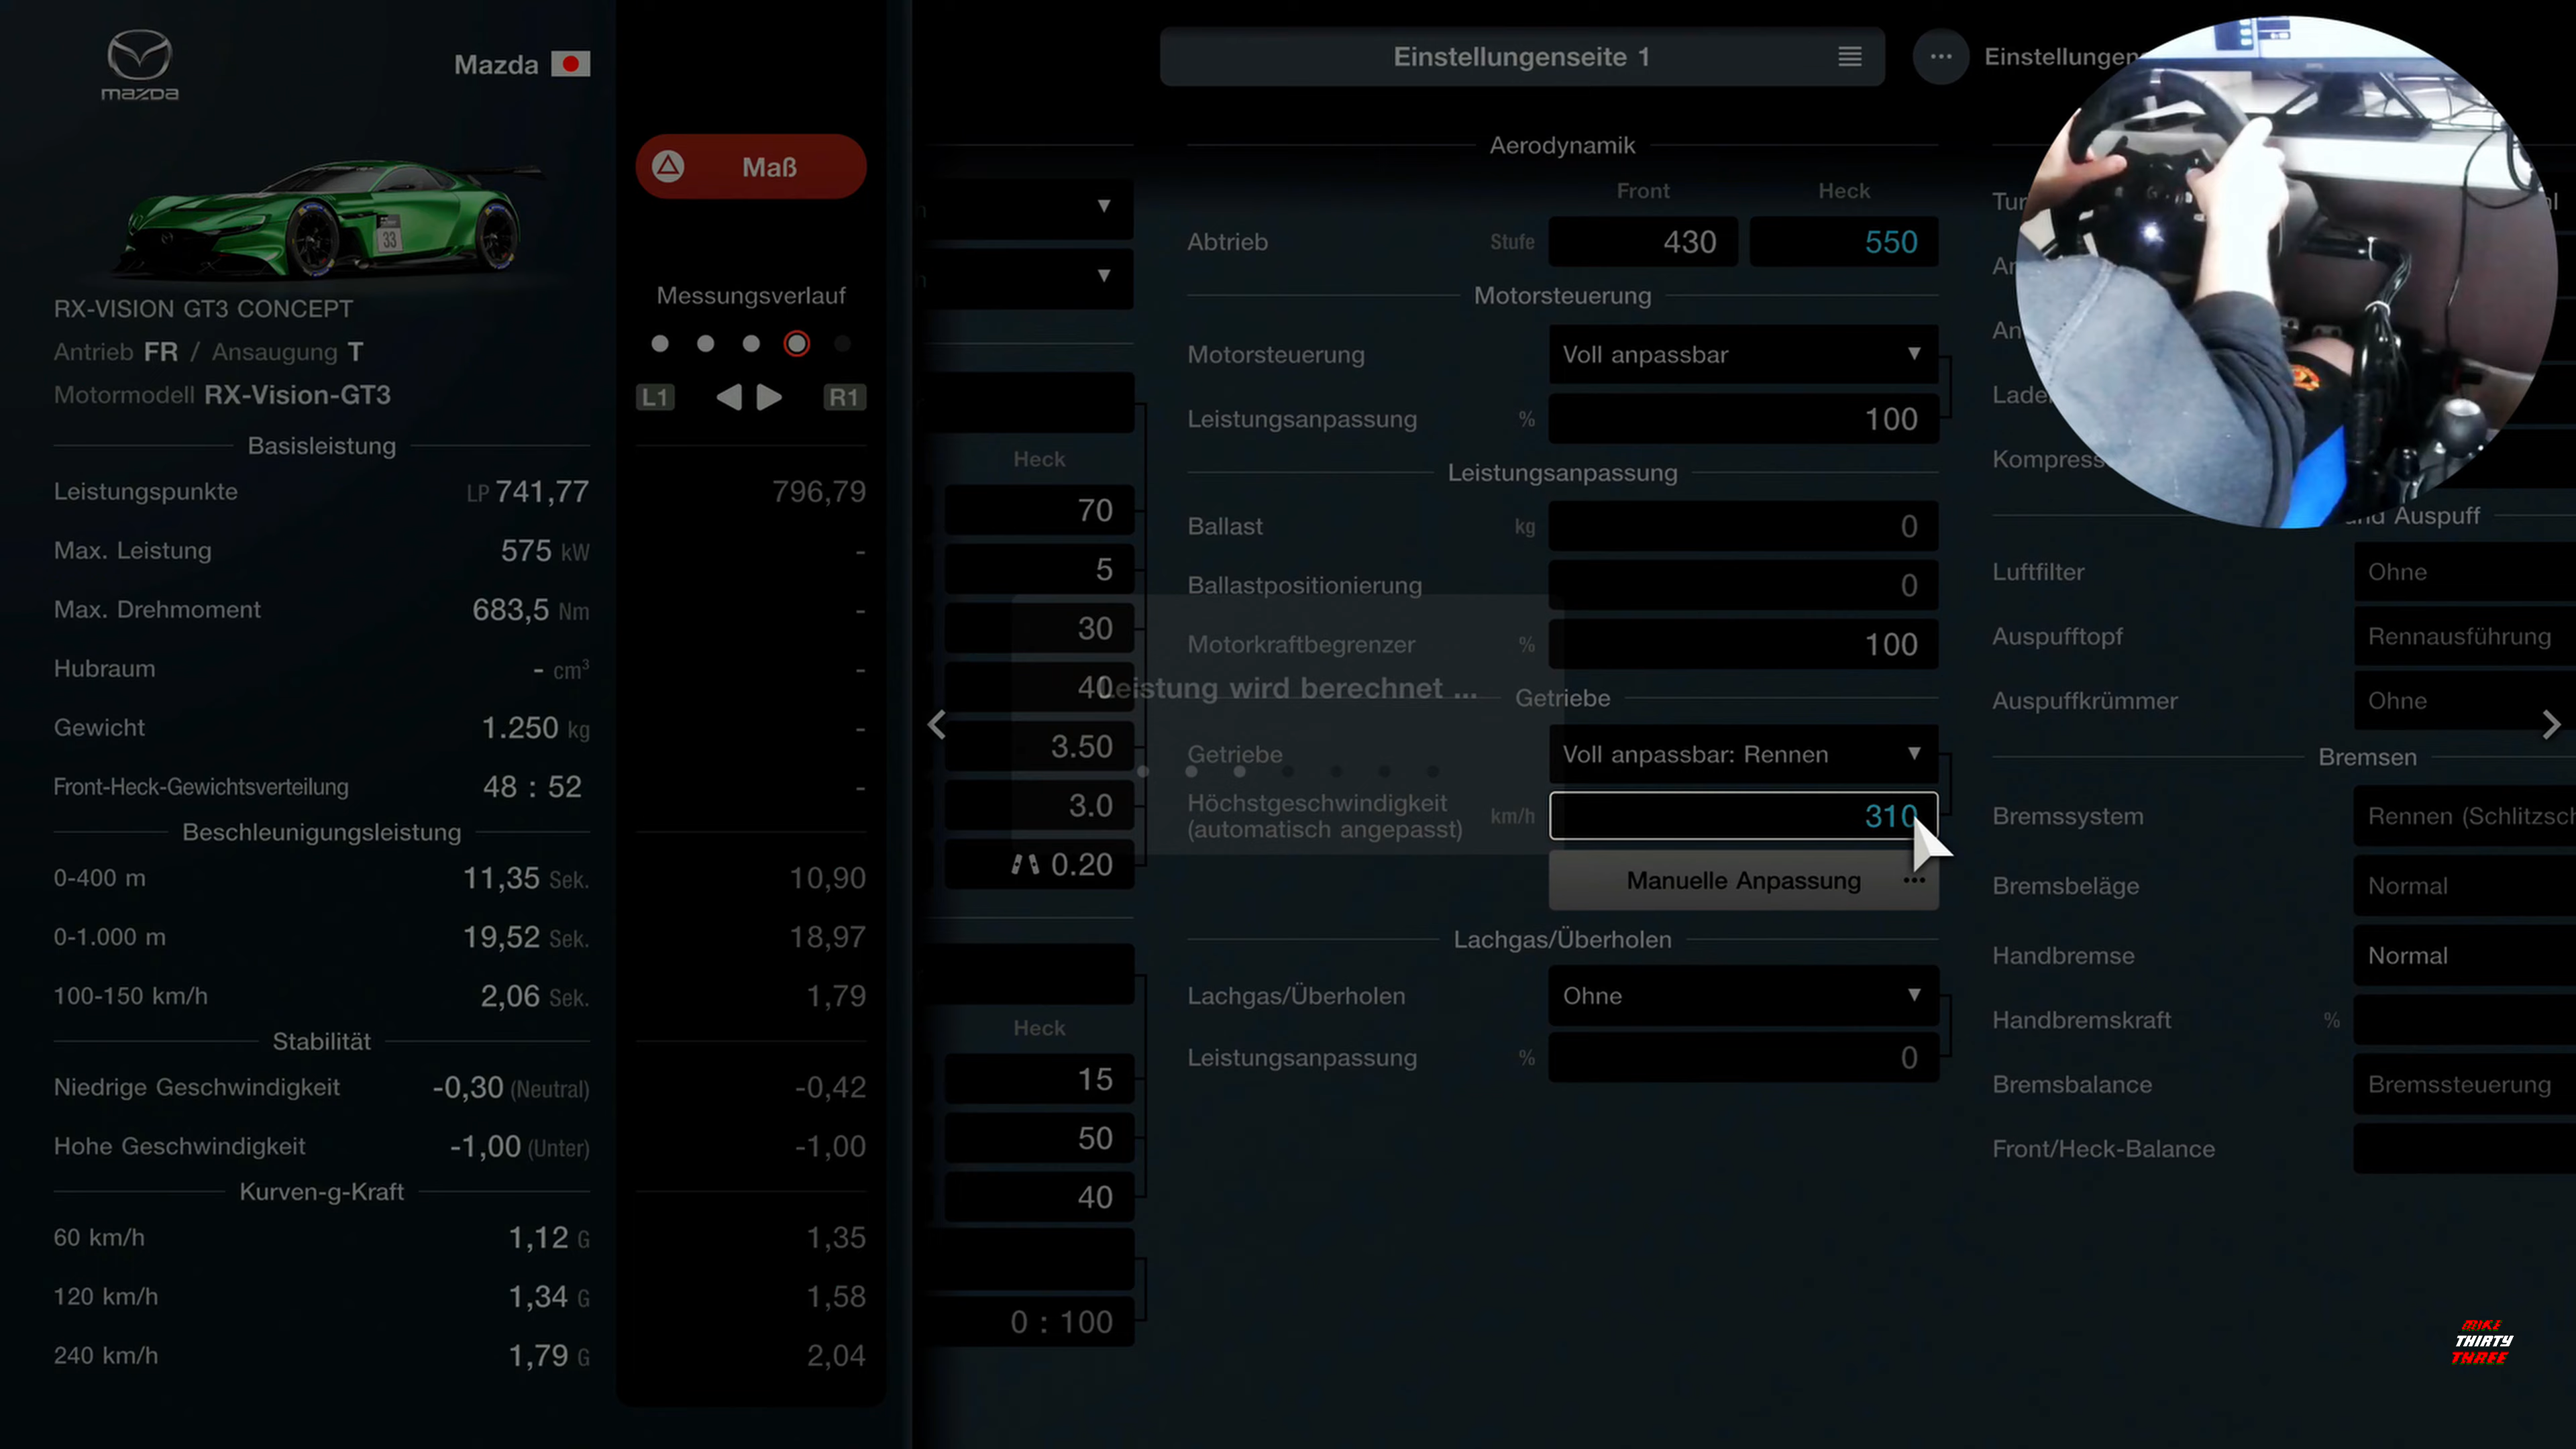 mazda
Mazda
33
RX-VISION GT3 CONCEPT
Antrieb FR / Ansaugung T
Motormodell RX-Vision-GT3
Basisleistung
Leistungspunkte LP 741,77 796,79
Max. Leistung 575 kW -
Max. Drehmoment 683,5 Nm -
Hubraum - cm³ -
Gewicht 1.250 kg -
Front-Heck-Gewichtsverteilung 48 : 52 -
Beschleunigungsleistung
0-400 m 11,35 Sek. 10,90
0-1.000 m 19,52 Sek. 18,97
100-150 km/h 2,06 Sek. 1,79
Stabilität
Niedrige Geschwindigkeit -0,30 (Neutral) -0,42
Hohe Geschwindigkeit -1,00 (Unter) -1,00
Kurven-g-Kraft
60 km/h 1,12 G 1,35
120 km/h 1,34 G 1,58
240 km/h 1,79 G 2,04
Maß
Messungsverlauf
L1 R1
Heck
70
5
30
40
3.50
3.0
0.20
Heck
15
50
40
0 : 100
Einstellungenseite 1
Aerodynamik
Front Heck
Abtrieb Stufe 430 550
Motorsteuerung
Motorsteuerung Voll anpassbar
Leistungsanpassung % 100
Leistungsanpassung
Ballast kg 0
Ballastpositionierung 0
Motorkraftbegrenzer % 100
Leistung wird berechnet ...
Getriebe
Getriebe Voll anpassbar: Rennen
Höchstgeschwindigkeit
(automatisch angepasst) km/h 310
Manuelle Anpassung ...
Lachgas/Überholen
Lachgas/Überholen Ohne
Leistungsanpassung % 0
Luftfilter Ohne
Auspufftopf Rennausführung
Auspuffkrümmer Ohne
Bremsen
Bremssystem Rennen (Schlitzsch
Bremsbeläge Normal
Handbremse Normal
Handbremskraft %
Bremsbalance Bremssteuerung
Front/Heck-Balance
Einstellungen
Lade
Kompress
und Auspuff
MIKE
THIRTY
THREE